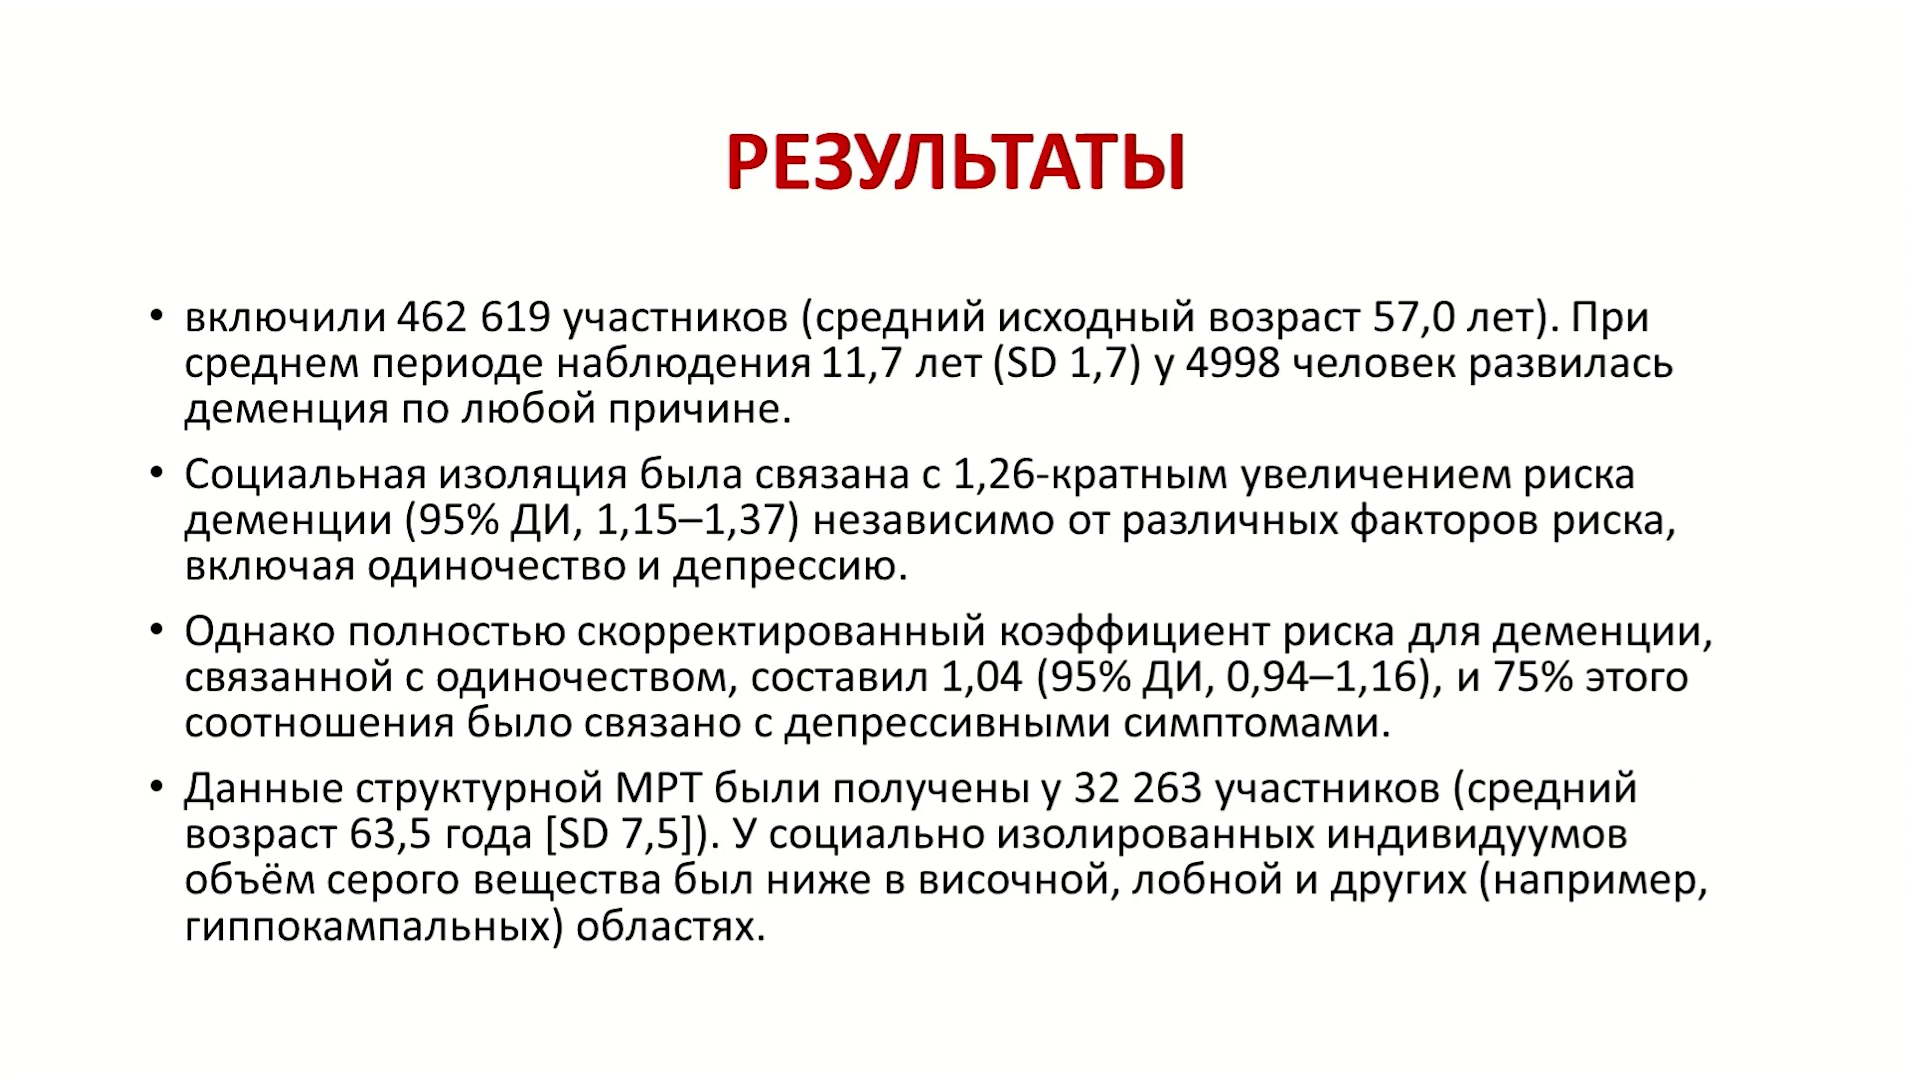 РЕЗУЛЬТАТЫ
• включили 462 619 участников (средний исходный возраст 57,0 лет). При
среднем периоде наблюдения 11,7 лет (SD 1,7) у 4998 человек развилась
деменция по любой причине.
• Социальная изоляция была связана с 1,26-кратным увеличением риска
деменции (95% ДИ, 1,15–1,37) независимо от различных факторов риска,
включая одиночество и депрессию.
• Однако полностью скорректированный коэффициент риска для деменции,
связанной с одиночеством, составил 1,04 (95% ДИ, 0,94–1,16), и 75% этого
соотношения было связано с депрессивными симптомами.
• Данные структурной МРТ были получены у 32 263 участников (средний
возраст 63,5 года [SD 7,5]). У социально изолированных индивидуумов
объём серого вещества был ниже в височной, лобной и других (например,
гиппокампальных) областях.